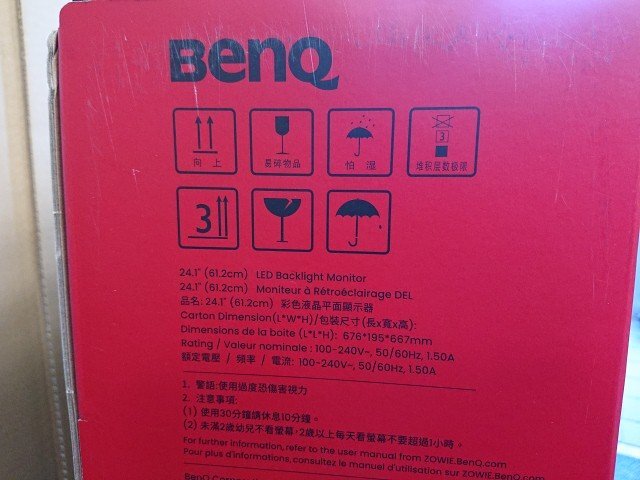 BenQ
向 上
易碎物品
怕 湿
3
堆积层数极限
3
24.1" (61.2cm) LED Backlight Monitor
24.1" (61.2cm) Moniteur à Rétroéclairage DEL
品名: 24.1" (61.2cm) 彩色液晶平面顯示器
Carton Dimension(L*W*H)/包裝尺寸(長x寬x高):
Dimensions de la boîte (L*L*H): 676*195*667mm
Rating / Valeur nominale : 100-240V~, 50/60Hz, 1.50A
額定電壓 / 頻率 / 電流: 100-240V~, 50/60Hz, 1.50A
1. 警語:使用過度恐傷害視力
2. 注意事項:
(1) 使用30分鐘請休息10分鐘。
(2) 未滿2歲幼兒不看螢幕,2歲以上每天看螢幕不要超過1小時。
For further information, refer to the user manual from ZOWIE.BenQ.com
Pour plus d'informations, consultez le manuel d'utilisation sur ZOWIE.BenQ.com